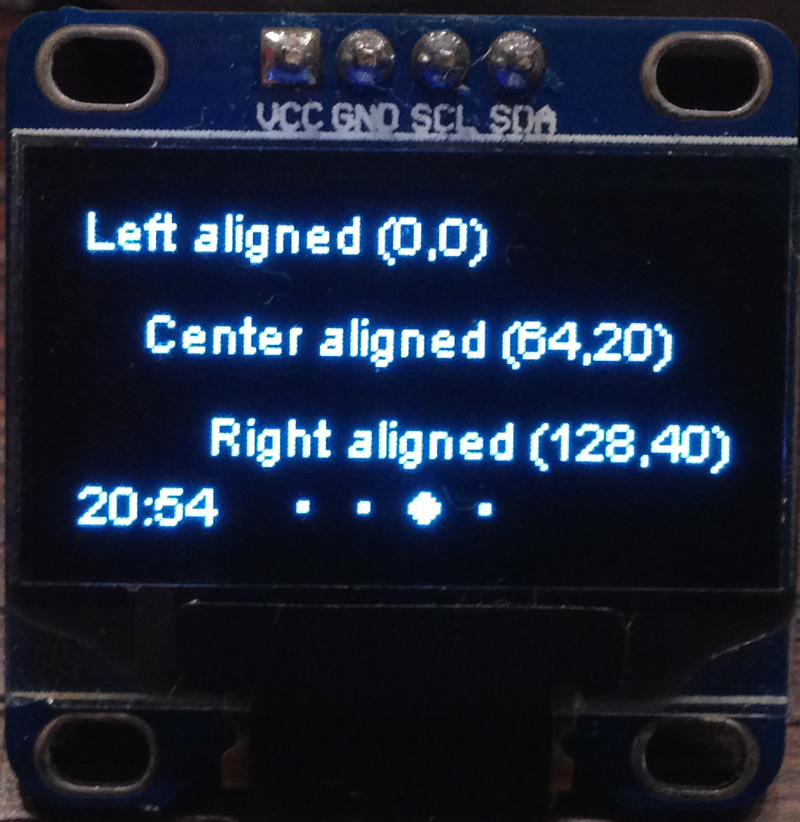 VCC GND SCL SDA
Left aligned (0,0)
Center aligned (64,20)
Right aligned (128,40)
20:54